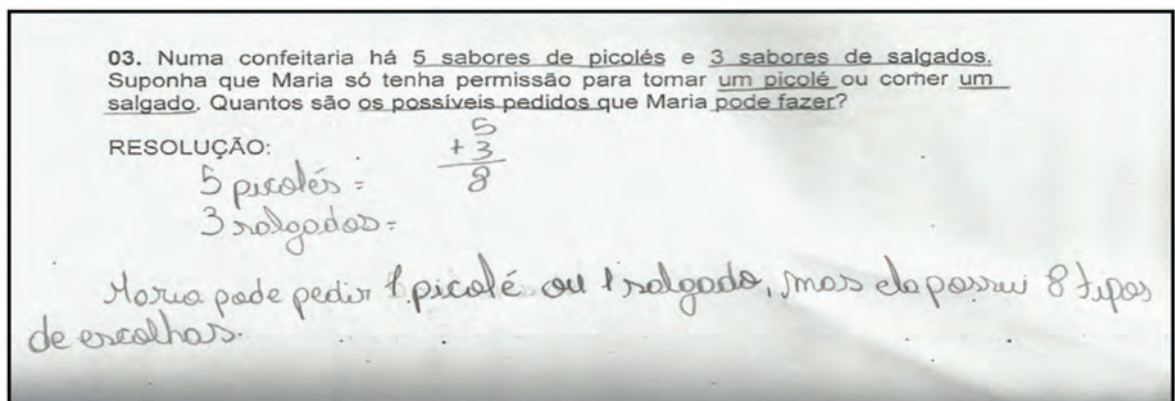 03. Numa confeitaria há 5 sabores de picolés e 3 sabores de salgados.
Suponha que Maria só tenha permissão para tomar um picolé ou comer um
salgado. Quantos são os possíveis pedidos que Maria pode fazer?
RESOLUÇÃO:
5
+ 3
8
5 picolés =
3 salgados =
Maria pode pedir 1 picolé ou 1 salgado, mas ela possui 8 tipos
de escolhas.